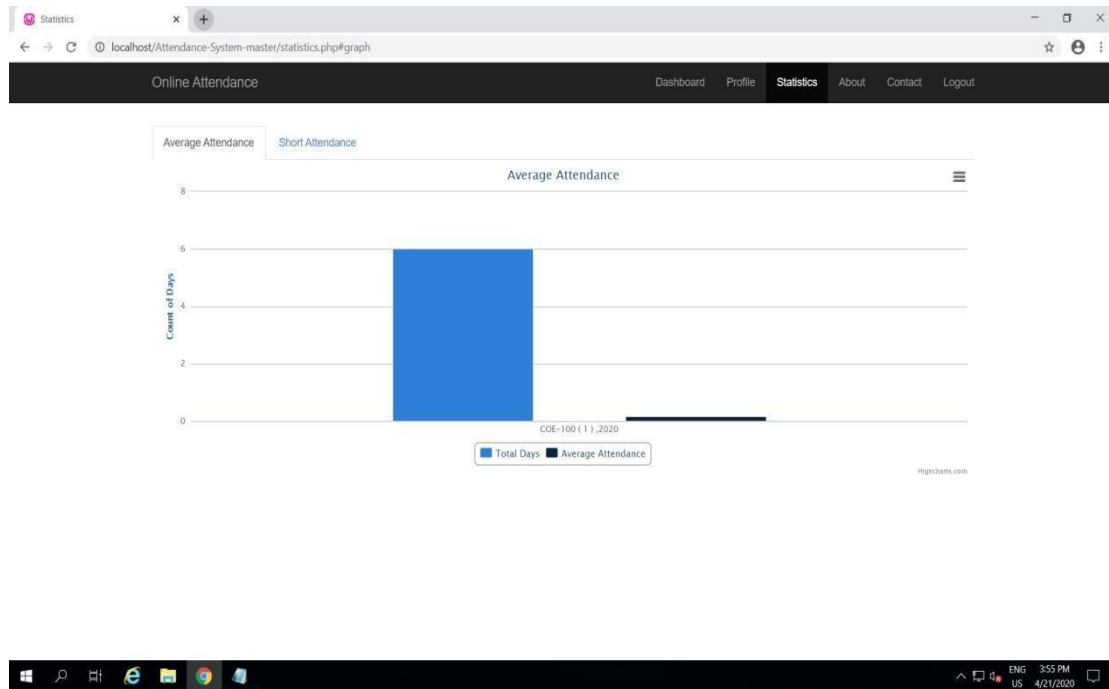 Statistics
localhost/Attendance-System-master/statistics.php#graph
Online Attendance Dashboard Profile Statistics About Contact Logout
Average Attendance Short Attendance
Average Attendance
8
6
4
2
0
Count of Days
COE-100 ( 1 ) ,2020
Total Days Average Attendance
Highcharts.com
ENG 3:55 PM
US 4/21/2020